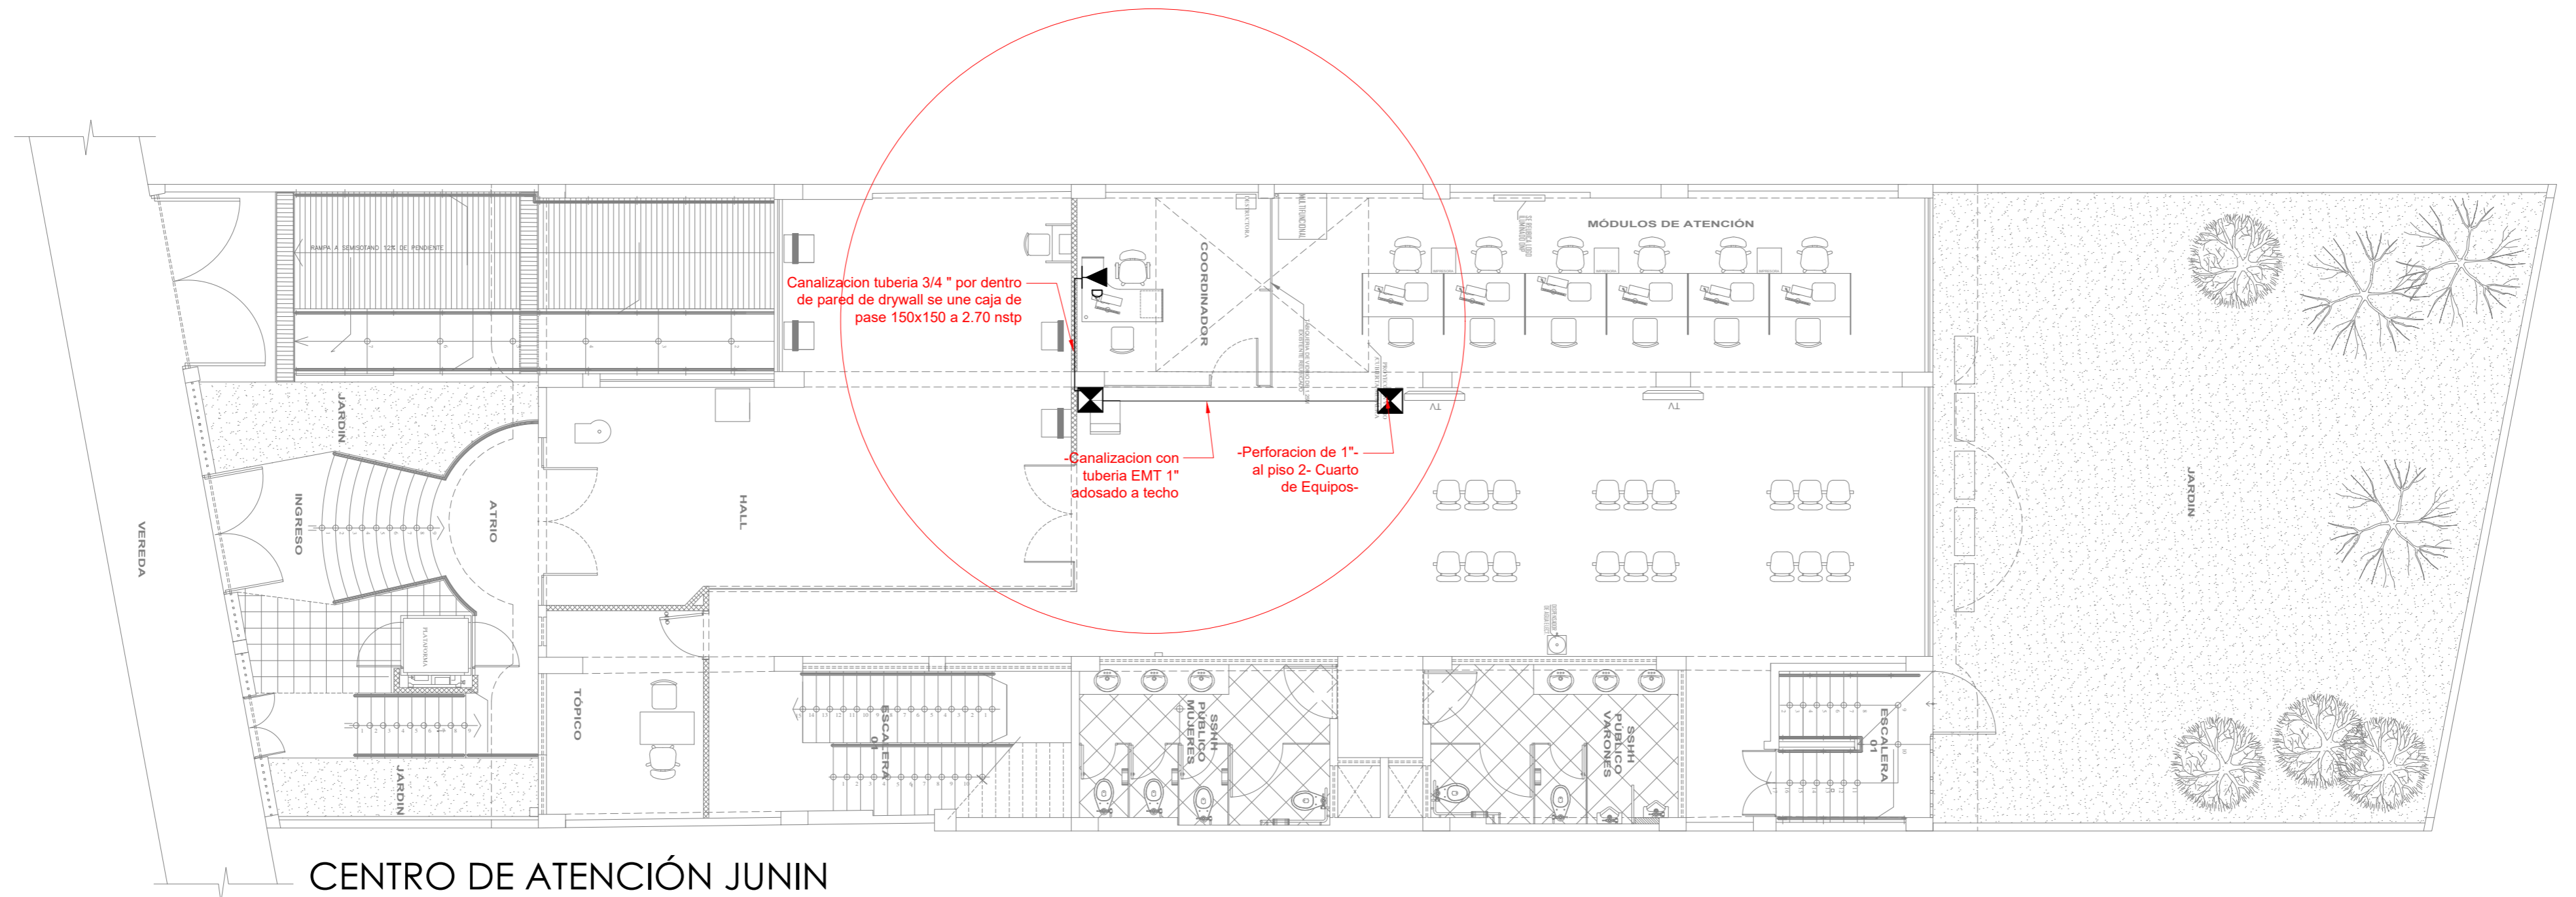 RAMPA A SEMISOTANO 12% DE PENDIENTE
MÓDULOS DE ATENCIÓN
COORDINADOR
Canalizacion tuberia 3/4 " por dentro
de pared de drywall se une caja de
pase 150x150 a 2.70 nstp
D
TV
TV
-Canalizacion con
tuberia EMT 1"
adosado a techo
-Perforacion de 1"-
al piso 2- Cuarto
de Equipos-
JARDIN
INGRESO
ATRIO
HALL
VEREDA
JARDIN
PLATAFORMA
TÓPICO
ESCALERA
01
SSHH
PÚBLICO
MUJERES
SSHH
PÚBLICO
VARONES
ESCALERA
01
JARDIN
CENTRO DE ATENCIÓN JUNIN